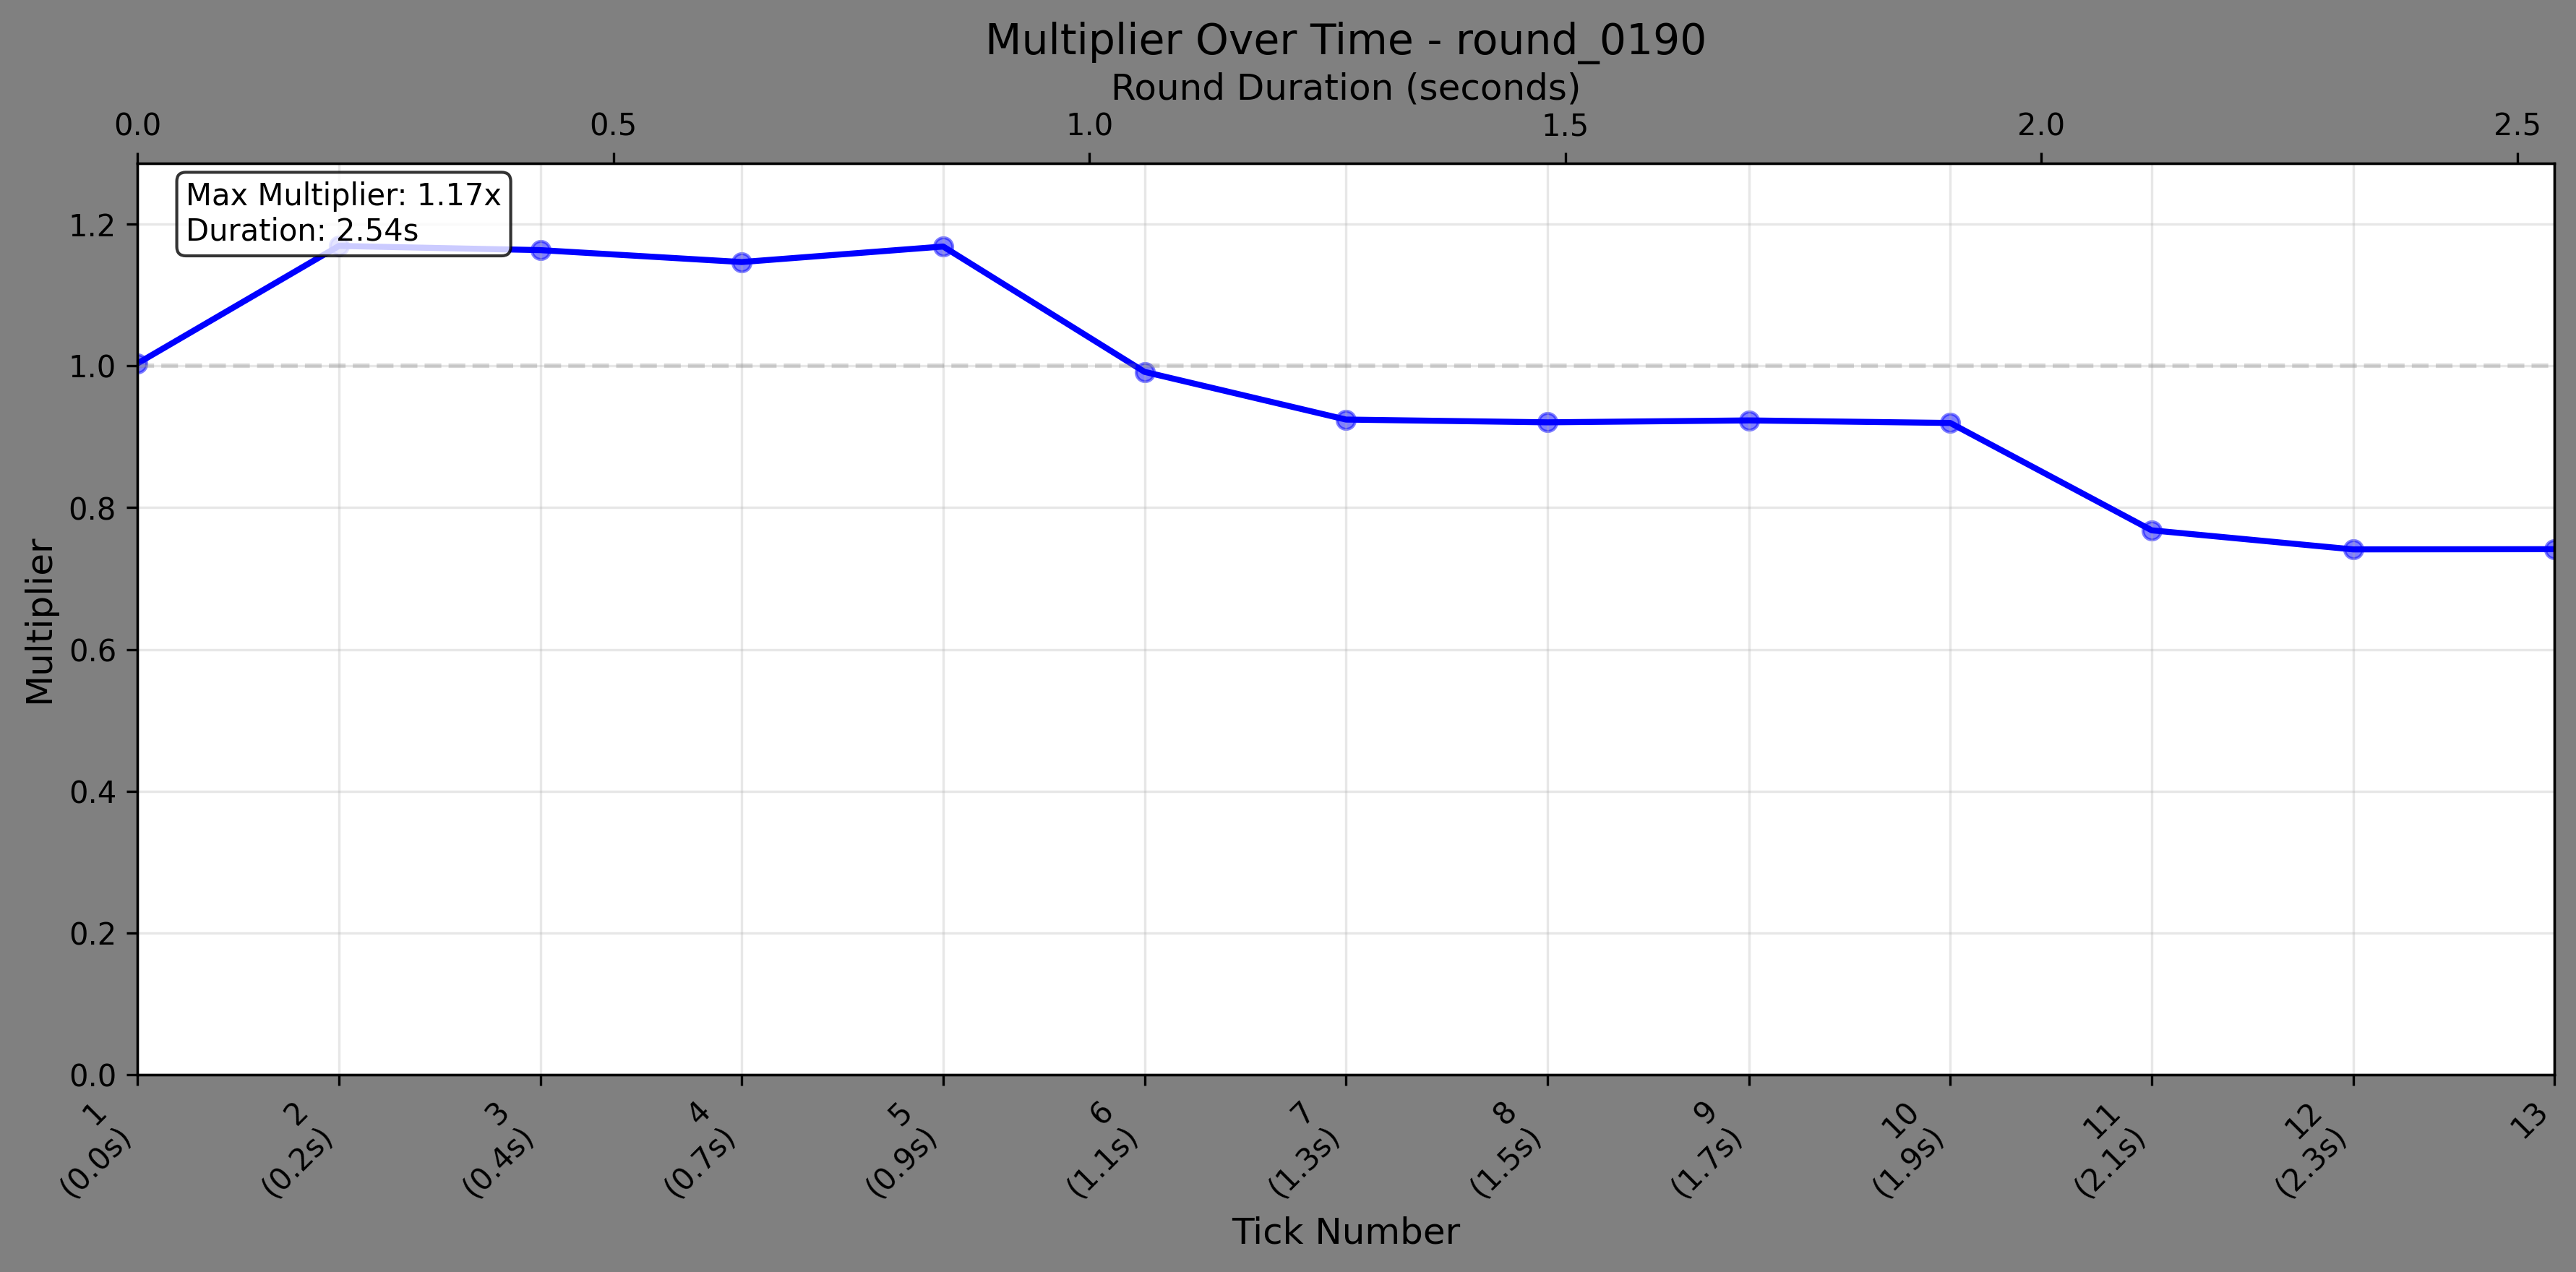 Multiplier Over Time - round_0190
Round Duration (seconds)
0.0 0.5 1.0 1.5 2.0 2.5
Max Multiplier: 1.17x
Duration: 2.54s
Multiplier
1.2
1.0
0.8
0.6
0.4
0.2
0.0
1 2 3 4 5 6 7 8 9 10 11 12 13
(0.0s) (0.2s) (0.4s) (0.7s) (0.9s) (1.1s) (1.3s) (1.5s) (1.7s) (1.9s) (2.1s) (2.3s)
Tick Number